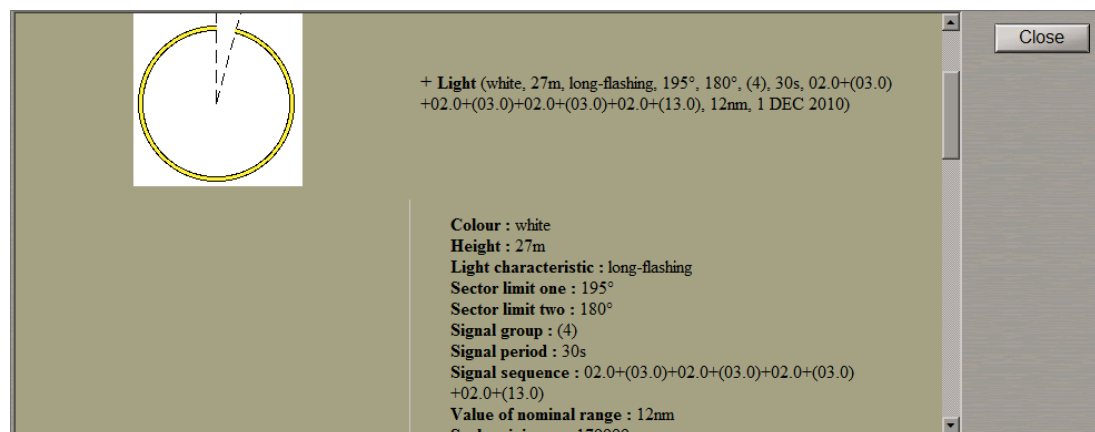 Close
+ Light (white, 27m, long-flashing, 195°, 180°, (4), 30s, 02.0+(03.0)
+02.0+(03.0)+02.0+(03.0)+02.0+(13.0), 12nm, 1 DEC 2010)
Colour : white
Height : 27m
Light characteristic : long-flashing
Sector limit one : 195°
Sector limit two : 180°
Signal group : (4)
Signal period : 30s
Signal sequence : 02.0+(03.0)+02.0+(03.0)+02.0+(03.0)
+02.0+(13.0)
Value of nominal range : 12nm